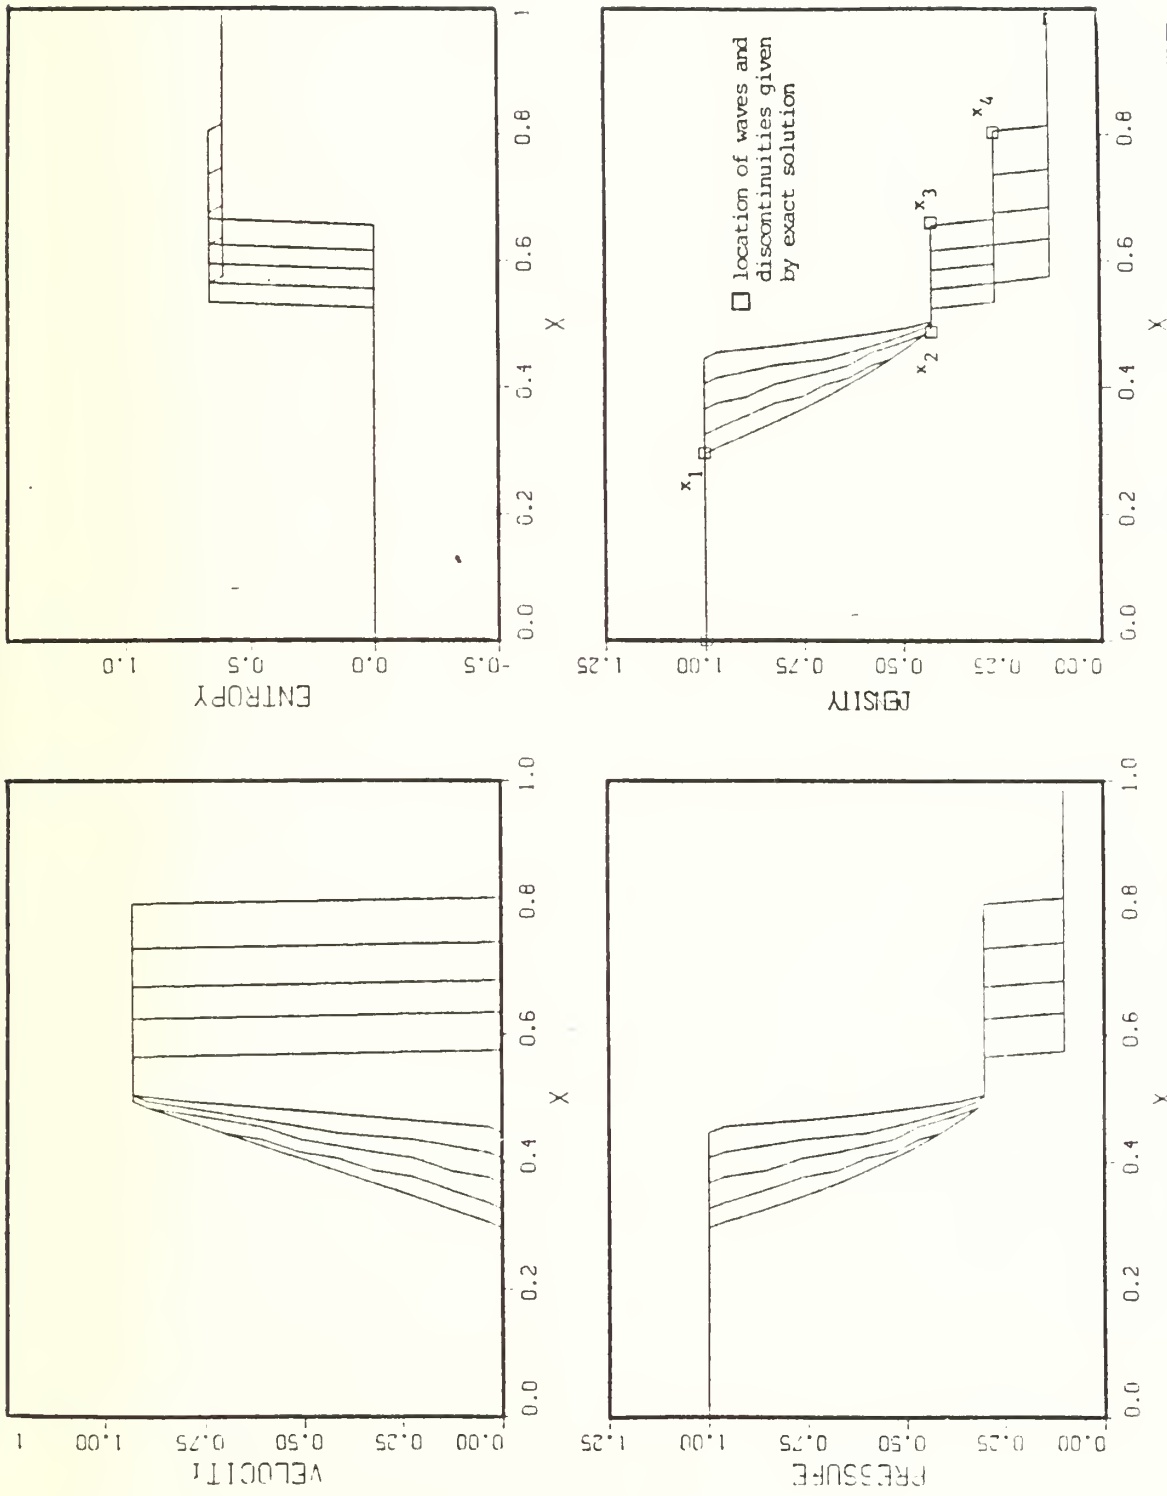 VELOCITY
1
1.00
0.75
0.50
0.25
0.00
0.0 0.2 0.4 0.6 0.8 1.0
X
ENTROPY
1.0
0.5
0.0
-0.5
0.0 0.2 0.4 0.6 0.8 1
X
PRESSURE
1.25
1.00
0.75
0.50
0.25
0.00
0.0 0.2 0.4 0.6 0.8 1.0
X
DENSITY
1.25
1.00
0.75
0.50
0.25
0.00
0.0 0.2 0.4 0.6 0.8
X
location of waves and
discontinuities given
by exact solution
x1
x2
x3
x4